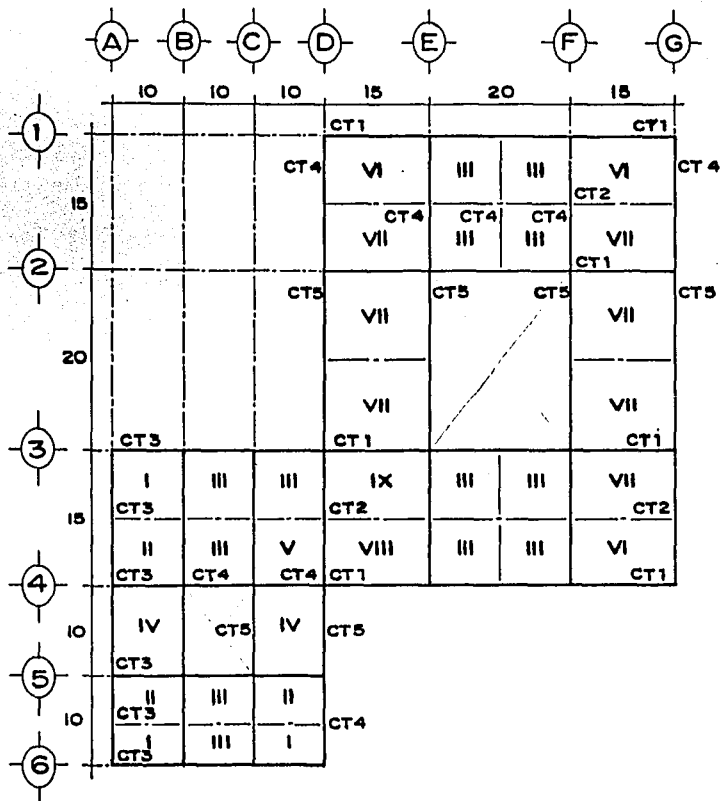 A B C D E F G
10 10 10 15 20 15
1 CT1 CT1
CT4 VI III III VI CT4
15 CT2
CT4 CT4 CT4
VII III III VII
2 CT1
CT5 CT5 CT5 CT5
VII VII
20
VII VII
CT3 CT1 CT1
3
I III III IX III III VII
CT3 CT2 CT2
15
II III V VIII III III VI
CT3 CT4 CT4 CT1 CT1
4
10 IV CT5 IV CT5
CT3
5
II III II
CT3
10 CT4
I III I
CT3
6